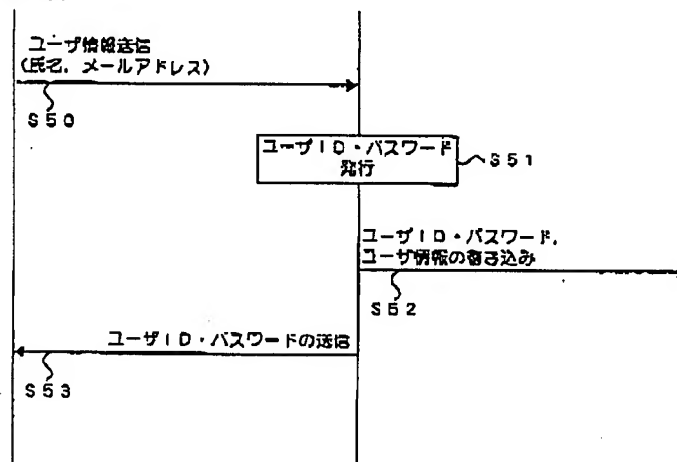 ユーザ情報送信
(氏名, メールアドレス)
S50
ユーザID・パスワード
発行
S51
ユーザID・パスワード,
ユーザ情報の書き込み
S52
ユーザID・パスワードの送信
S53